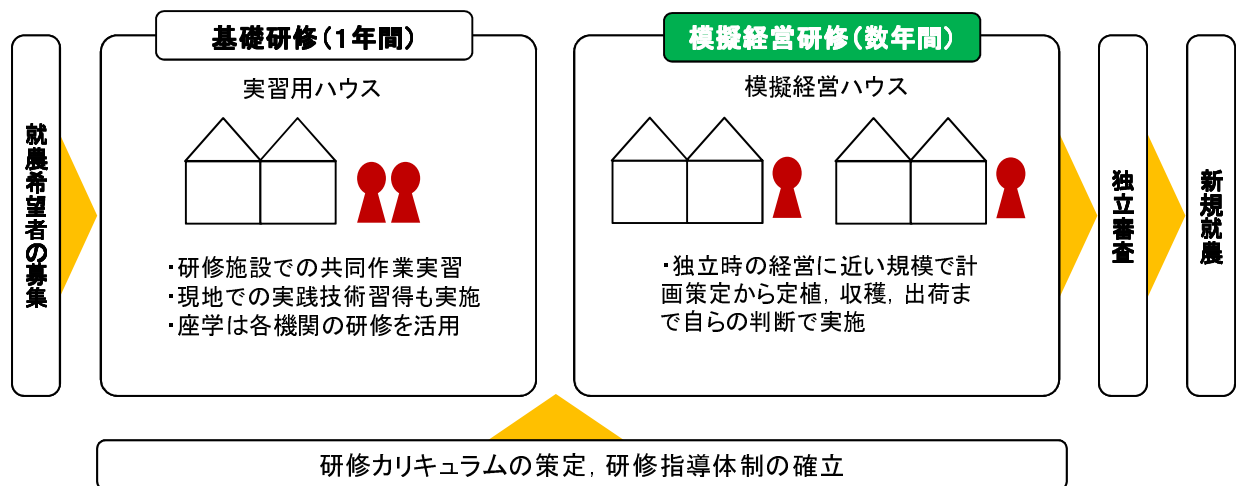 就農希望者の募集
基礎研修（１年間）
実習用ハウス
・研修施設での共同作業実習
・現地での実践技術習得も実施
・座学は各機関の研修を活用
模擬経営研修（数年間）
模擬経営ハウス
・独立時の経営に近い規模で計
画策定から定植，収穫，出荷ま
で自らの判断で実施
独立審査
新規就農
研修カリキュラムの策定，研修指導体制の確立